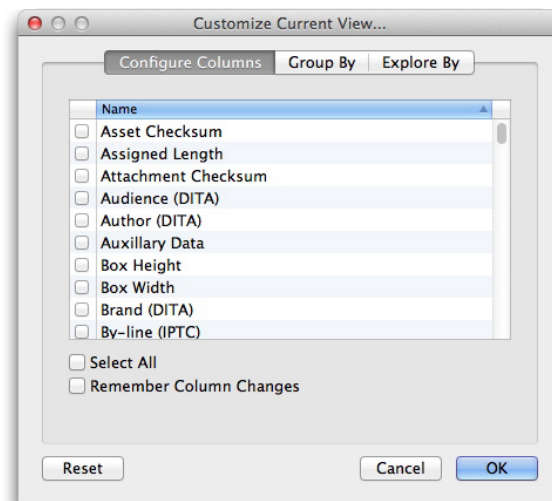 Customize Current View...
Configure Columns Group By Explore By
Name
Asset Checksum
Assigned Length
Attachment Checksum
Audience (DITA)
Author (DITA)
Auxillary Data
Box Height
Box Width
Brand (DITA)
By-line (IPTC)
Select All
Remember Column Changes
Reset Cancel OK